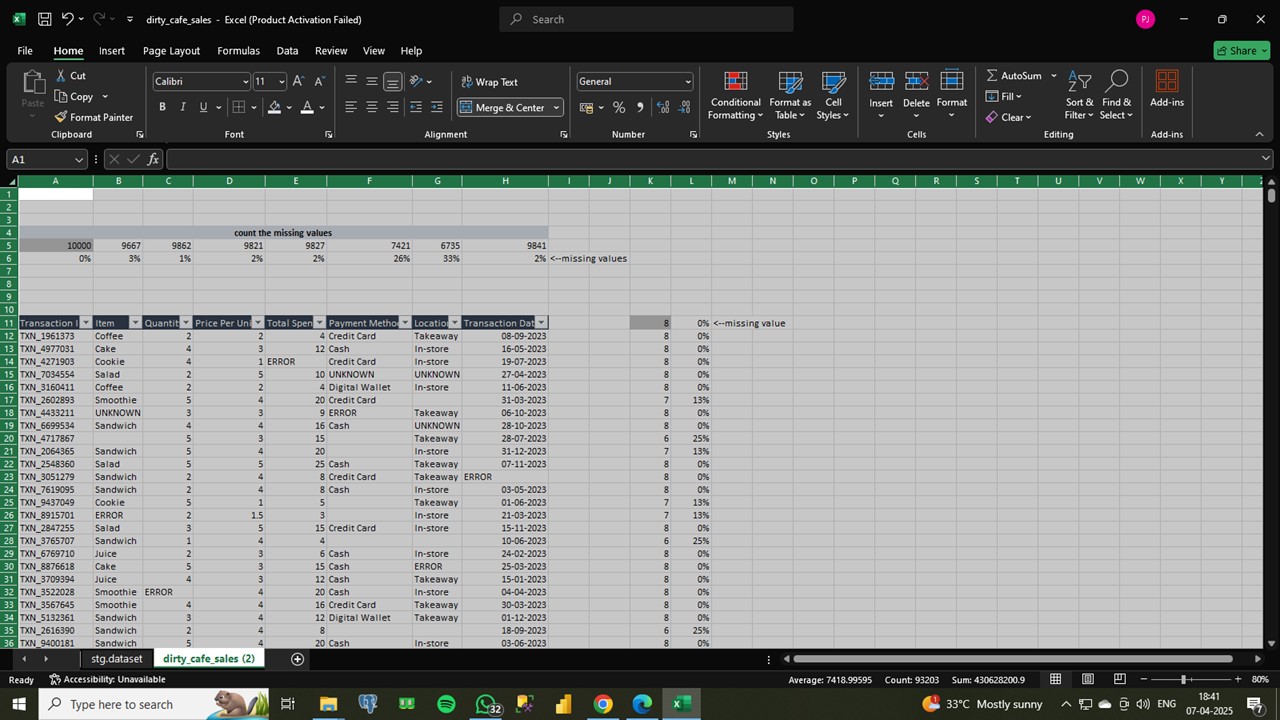 dirty_cafe_sales - Excel (Product Activation Failed)
Search
PJ
File Home Insert Page Layout Formulas Data Review View Help
Share
Paste
Cut
Copy
Format Painter
Clipboard
Calibri 11
B I U
Font
Wrap Text
Merge & Center
Alignment
General
Number
Conditional Formatting
Format as Table
Cell Styles
Styles
Insert Delete Format
Cells
AutoSum
Fill
Clear
Sort & Filter
Find & Select
Editing
Add-ins
Add-ins
A1
fx
A B C D E F G H I J K L M N O P Q R S T U V W X Y
1
2
3
4 count the missing values
5 10000 9667 9862 9821 9827 7421 6735 9841
6 0% 3% 1% 2% 2% 26% 33% 2% <--missing values
7
8
9
10
11 Transaction I Item Quantit Price Per Uni Total Spen Payment Metho Locatio Transaction Dat 8 0% <--missing value
12 TXN_1961373 Coffee 2 2 4 Credit Card Takeaway 08-09-2023 8 0%
13 TXN_4977031 Cake 4 3 12 Cash In-store 16-05-2023 8 0%
14 TXN_4271903 Cookie 4 1 ERROR Credit Card In-store 19-07-2023 8 0%
15 TXN_7034554 Salad 2 5 10 UNKNOWN UNKNOWN 27-04-2023 8 0%
16 TXN_3160411 Coffee 2 2 4 Digital Wallet In-store 11-06-2023 8 0%
17 TXN_2602893 Smoothie 5 4 20 Credit Card 31-03-2023 7 13%
18 TXN_4433211 UNKNOWN 3 3 9 ERROR Takeaway 06-10-2023 8 0%
19 TXN_6699534 Sandwich 4 4 16 Cash UNKNOWN 28-10-2023 8 0%
20 TXN_4717867 5 3 15 Takeaway 28-07-2023 6 25%
21 TXN_2064365 Sandwich 5 4 20 In-store 31-12-2023 7 13%
22 TXN_2548360 Salad 5 5 25 Cash Takeaway 07-11-2023 8 0%
23 TXN_3051279 Sandwich 2 4 8 Credit Card Takeaway ERROR 8 0%
24 TXN_7619095 Sandwich 2 4 8 Cash In-store 03-05-2023 8 0%
25 TXN_9437049 Cookie 5 1 5 Takeaway 01-06-2023 7 13%
26 TXN_8915701 ERROR 2 1.5 3 In-store 21-03-2023 7 13%
27 TXN_2847255 Salad 3 5 15 Credit Card In-store 15-11-2023 8 0%
28 TXN_3765707 Sandwich 1 4 4 10-06-2023 6 25%
29 TXN_6769710 Juice 2 3 6 Cash In-store 24-02-2023 8 0%
30 TXN_8876618 Cake 5 3 15 Cash ERROR 25-03-2023 8 0%
31 TXN_3709394 Juice 4 3 12 Cash Takeaway 15-01-2023 8 0%
32 TXN_3522028 Smoothie ERROR 4 20 Cash In-store 04-04-2023 8 0%
33 TXN_3567645 Smoothie 4 4 16 Credit Card Takeaway 30-03-2023 8 0%
34 TXN_5132361 Sandwich 3 4 12 Digital Wallet Takeaway 01-12-2023 8 0%
35 TXN_2616390 Sandwich 2 4 8 18-09-2023 6 25%
36 TXN_9400181 Sandwich 5 4 20 Cash In-store 03-06-2023 8 0%
stg.dataset dirty_cafe_sales (2)
Ready Accessibility: Unavailable Average: 7418.99595 Count: 93203 Sum: 430628200.9 80%
Type here to search
32
33°C Mostly sunny
18:41
07-04-2025
7